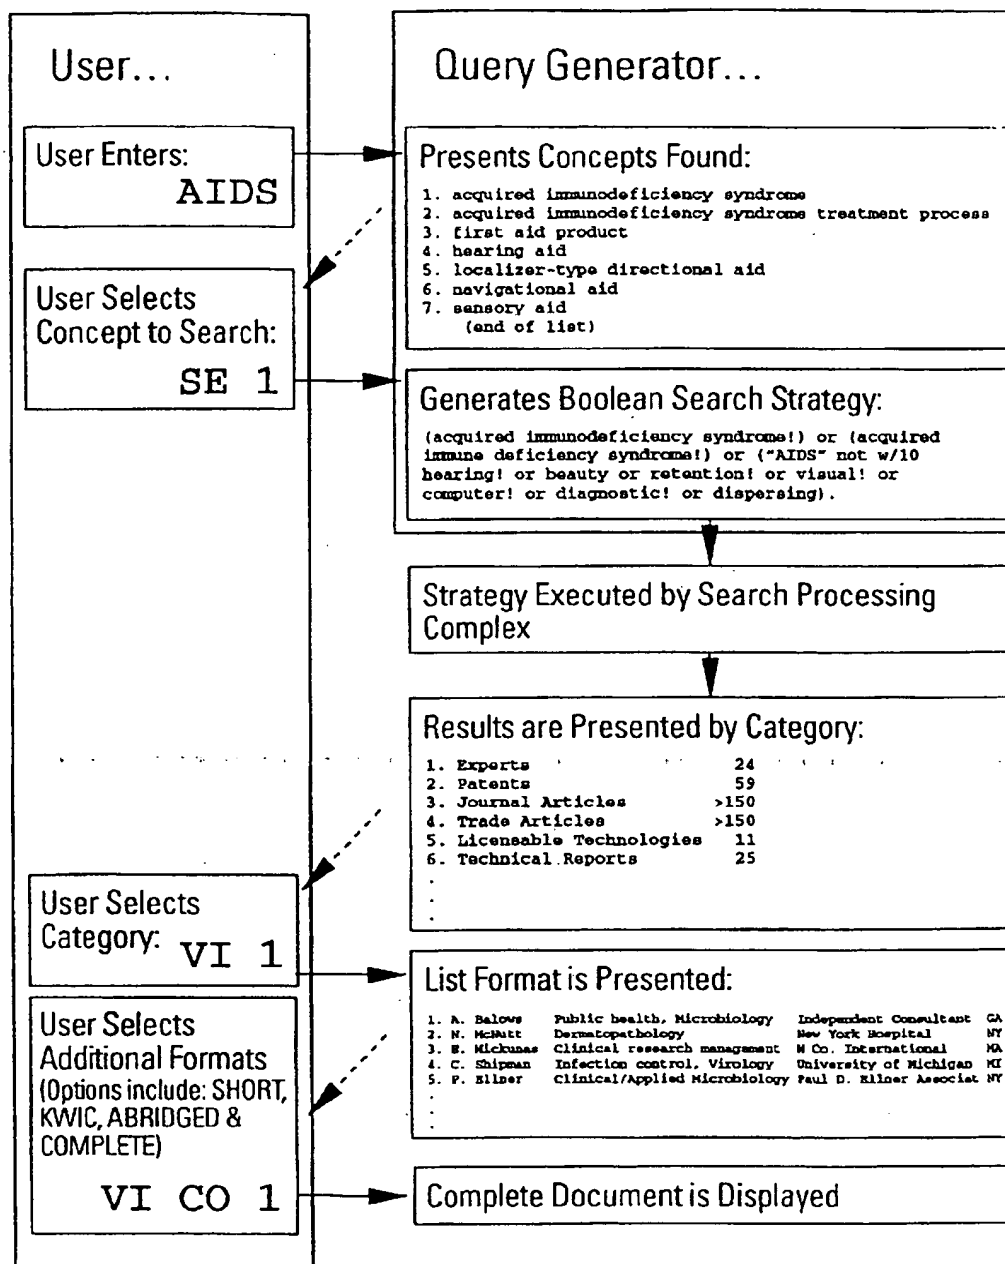 User...
Query Generator...
User Enters:
AIDS
Presents Concepts Found:
1. acquired immunodeficiency syndrome
2. acquired immunodeficiency syndrome treatment process
3. first aid product
4. hearing aid
5. localizer-type directional aid
6. navigational aid
7. sensory aid
(end of list)
User Selects
Concept to Search:
SE 1
Generates Boolean Search Strategy:
(acquired immunodeficiency syndrome!) or (acquired
immune deficiency syndrome!) or ("AIDS" not w/10
hearing! or beauty or retention! or visual! or
computer! or diagnostic! or dispersing).
Strategy Executed by Search Processing
Complex
Results are Presented by Category:
1. Experts 24
2. Patents 59
3. Journal Articles >150
4. Trade Articles >150
5. Licensable Technologies 11
6. Technical Reports 25
.
.
.
User Selects
Category: VI 1
List Format is Presented:
1. A. Balows Public health, Microbiology Independent Consultant GA
2. N. McNutt Dermatopathology New York Hospital NY
3. E. Mickunas Clinical research management M Co. International MA
4. C. Shipman Infection control, Virology University of Michigan MI
5. P. Ellner Clinical/Applied Microbiology Paul D. Ellner Associat NY
.
.
.
User Selects
Additional Formats
(Options include: SHORT,
KWIC, ABRIDGED &
COMPLETE)
VI CO 1
Complete Document is Displayed